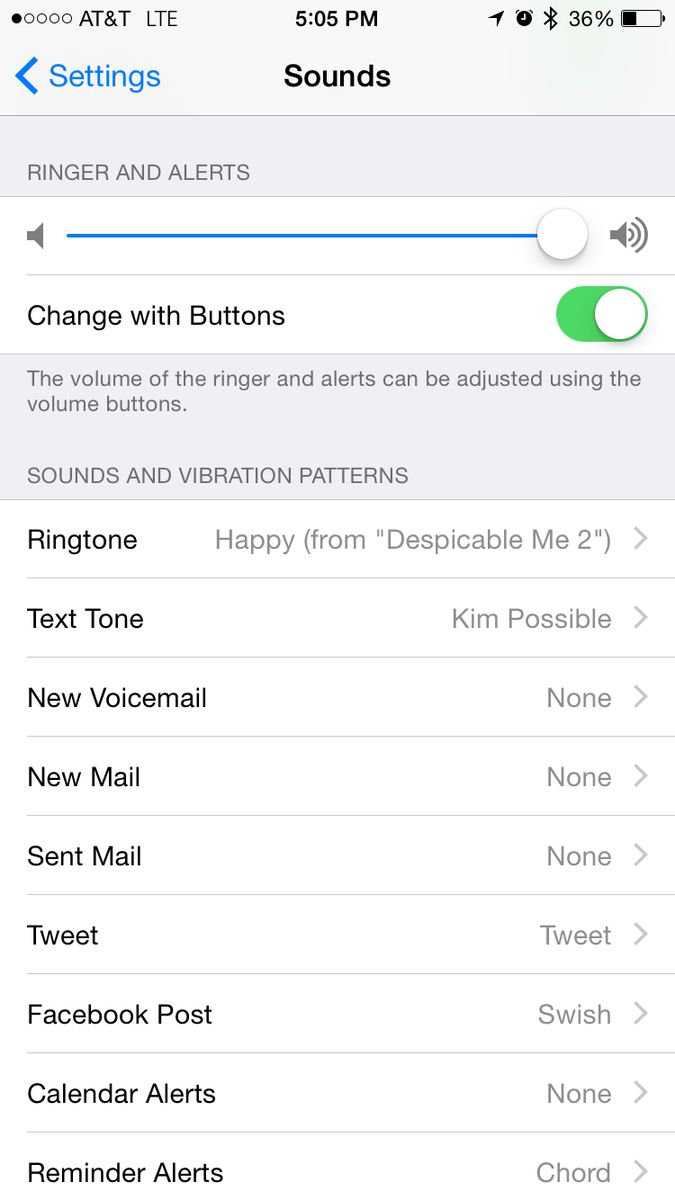 AT&T LTE 5:05 PM 36%
Settings Sounds
RINGER AND ALERTS
Change with Buttons
The volume of the ringer and alerts can be adjusted using the
volume buttons.
SOUNDS AND VIBRATION PATTERNS
Ringtone Happy (from "Despicable Me 2")
Text Tone Kim Possible
New Voicemail None
New Mail None
Sent Mail None
Tweet Tweet
Facebook Post Swish
Calendar Alerts None
Reminder Alerts Chord